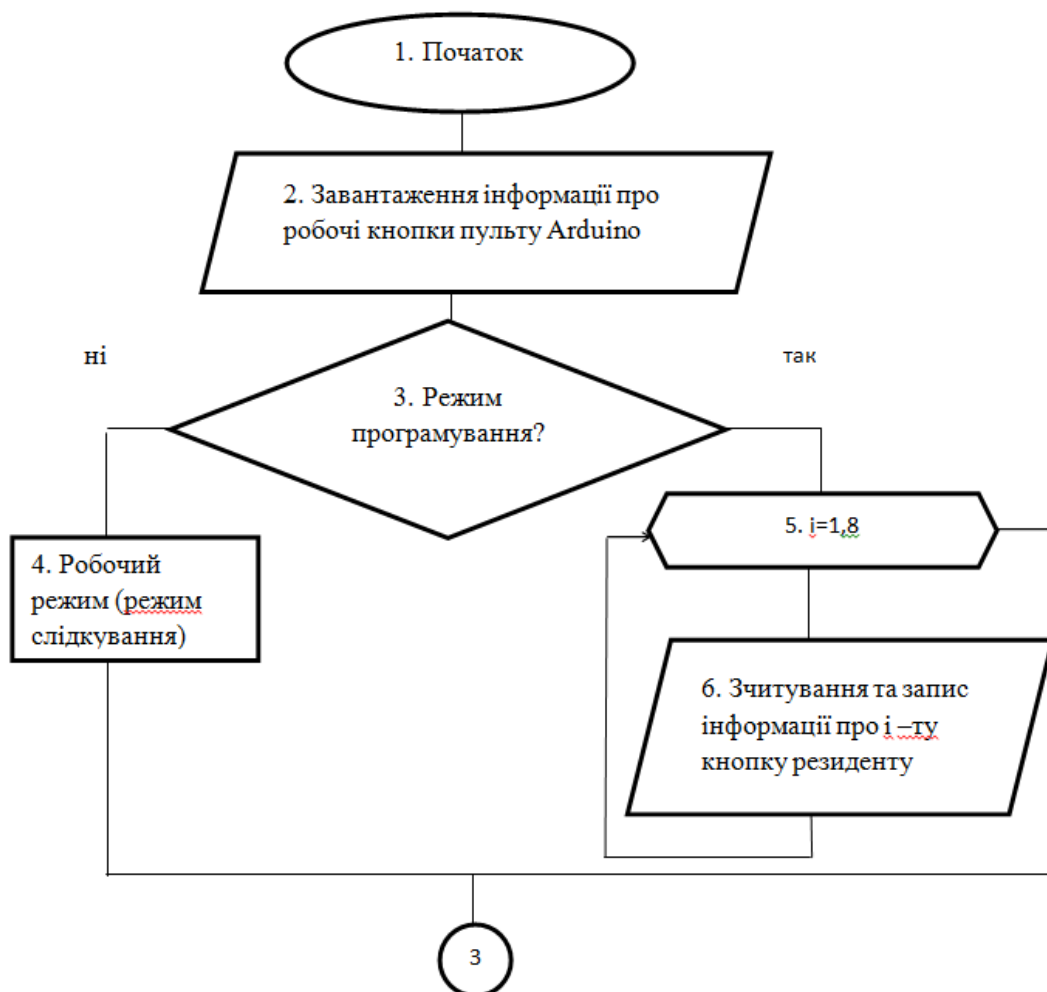 1. Початок
2. Завантаження інформації про
робочі кнопки пульту Arduino
ні
так
3. Режим
програмування?
4. Робочий
режим (режим
слідкування)
5. і=1,8
6. Зчитування та запис
інформації про і –ту
кнопку резиденту
3